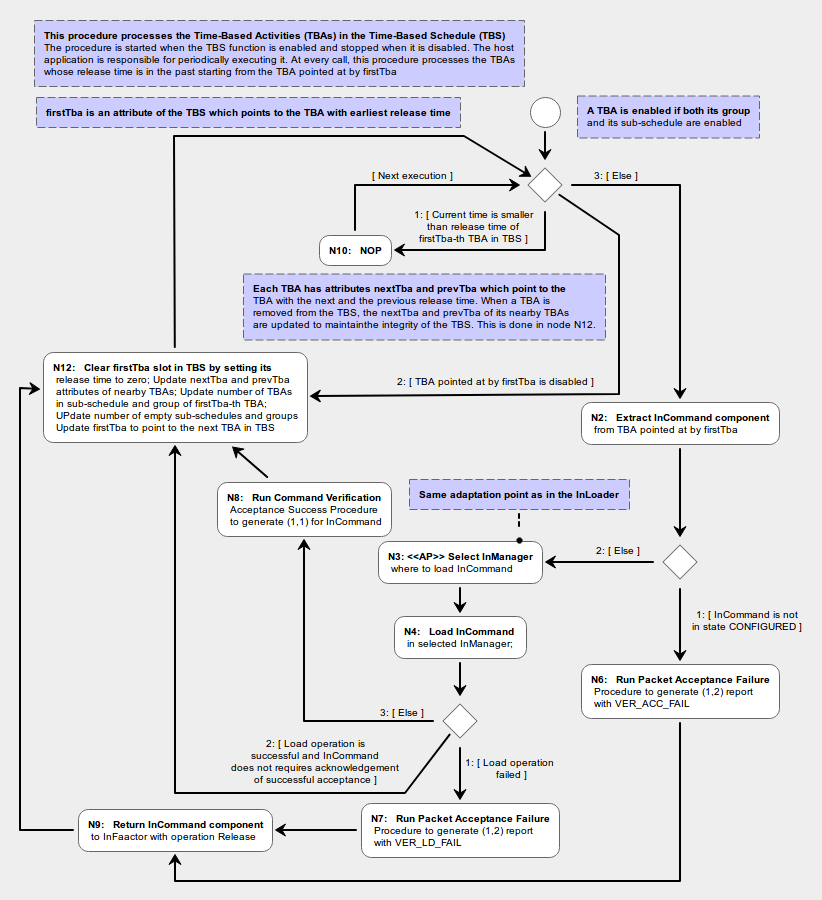 This procedure processes the Time-Based Activities (TBAs) in the Time-Based Schedule (TBS)
The procedure is started when the TBS function is enabled and stopped when it is disabled. The host
application is responsible for periodically executing it. At every call, this procedure processes the TBAs
whose release time is in the past starting from the TBA pointed at by firstTba
firstTba is an attribute of the TBS which points to the TBA with earliest release time
A TBA is enabled if both its group
and its sub-schedule are enabled
[ Next execution ]
3: [ Else ]
1: [ Current time is smaller
than release time of
firstTba-th TBA in TBS ]
N10: NOP
Each TBA has attributes nextTba and prevTba which point to the
TBA with the next and the previous release time. When a TBA is
removed from the TBS, the nextTba and prevTba of its nearby TBAs
are updated to maintainthe integrity of the TBS. This is done in node N12.
N12: Clear firstTba slot in TBS by setting its
release time to zero; Update nextTba and prevTba
attributes of nearby TBAs; Update number of TBAs
in sub-schedule and group of firstTba-th TBA;
UPdate number of empty sub-schedules and groups
Update firstTba to point to the next TBA in TBS
2: [ TBA pointed at by firstTba is disabled ]
N2: Extract InCommand component
from TBA pointed at by firstTba
N8: Run Command Verification
Acceptance Success Procedure
to generate (1,1) for InCommand
Same adaptation point as in the InLoader
N3: <<AP>> Select InManager
where to load InCommand
2: [ Else ]
1: [ InCommand is not
in state CONFIGURED ]
N4: Load InCommand
in selected InManager;
N6: Run Packet Acceptance Failure
Procedure to generate (1,2) report
with VER_ACC_FAIL
3: [ Else ]
2: [ Load operation is
successful and InCommand
does not requires acknowledgement
of successful acceptance ]
1: [ Load operation
failed ]
N9: Return InCommand component
to InFaactor with operation Release
N7: Run Packet Acceptance Failure
Procedure to generate (1,2) report
with VER_LD_FAIL